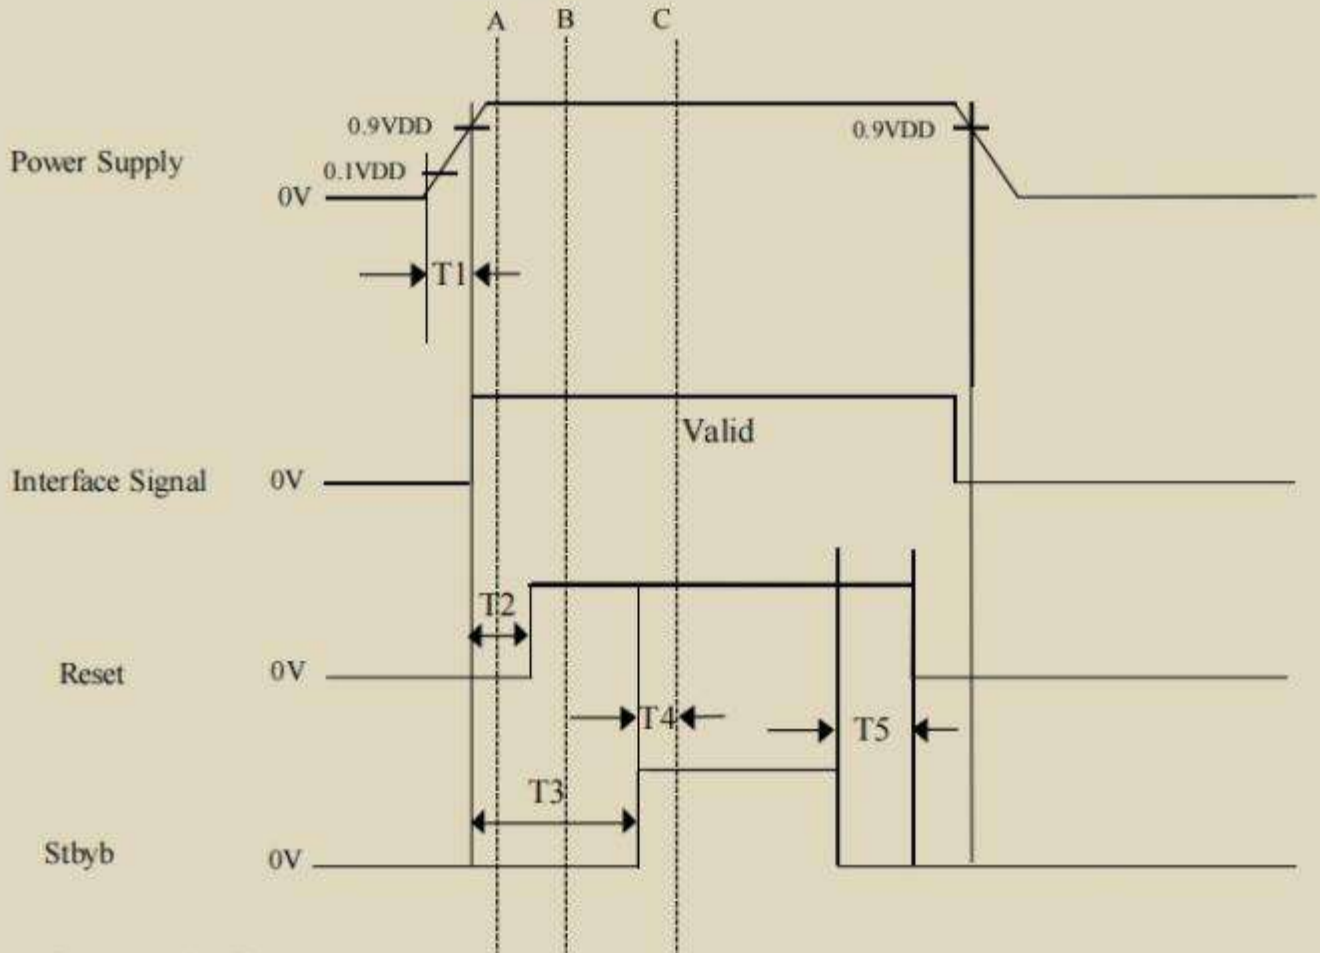 A B C
0.9VDD 0.9VDD
Power Supply 0.1VDD
0V
T1
Valid
Interface Signal 0V
T2
Reset 0V
T4 T5
T3
Stbyb 0V